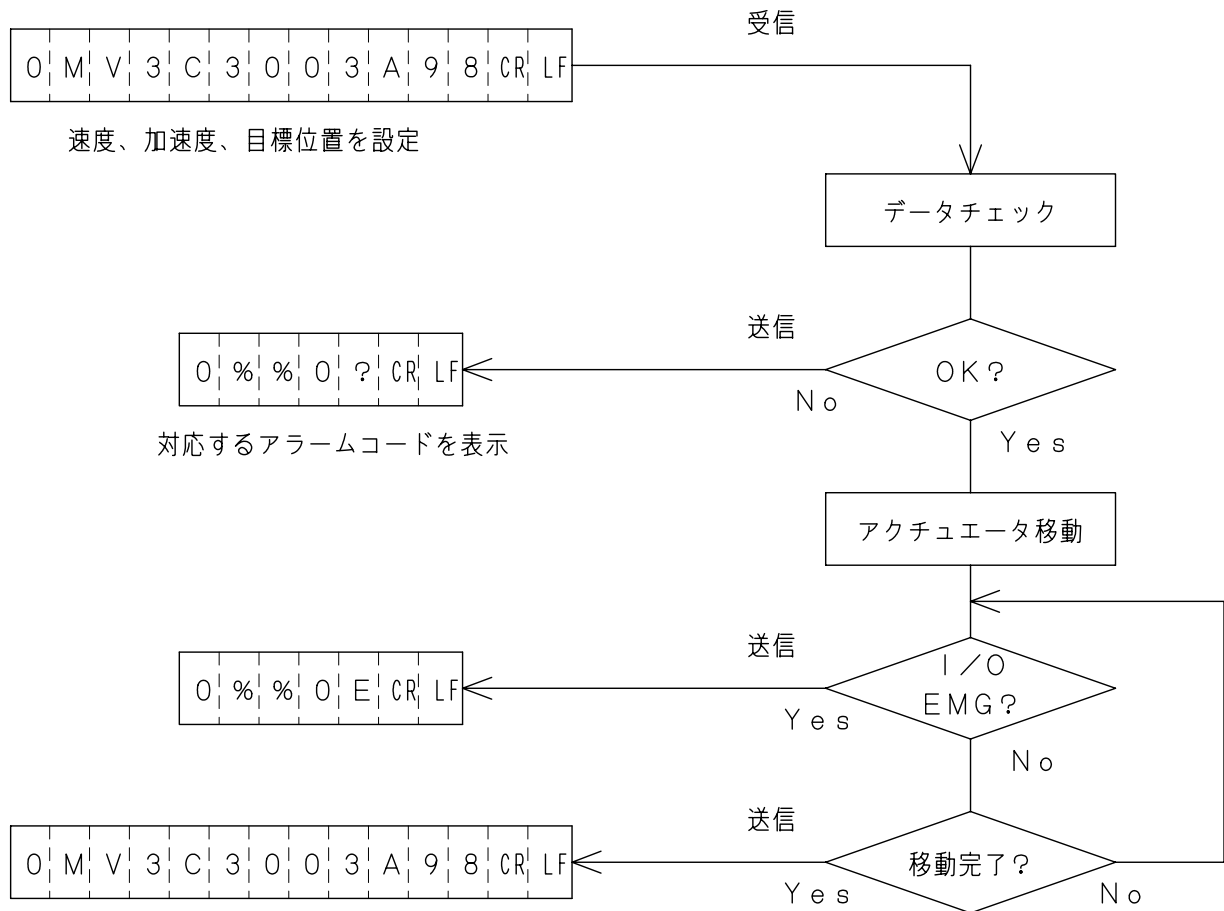 受信
0 M V 3 C 3 0 0 3 A 9 8 CR LF
速度、加速度、目標位置を設定
データチェック
送信
0 % % 0 ? CR LF
OK?
No
対応するアラームコードを表示
Yes
アクチュエータ移動
送信
I/O
EMG?
0 % % 0 E CR LF
Yes
No
送信
0 M V 3 C 3 0 0 3 A 9 8 CR LF
移動完了?
Yes
No